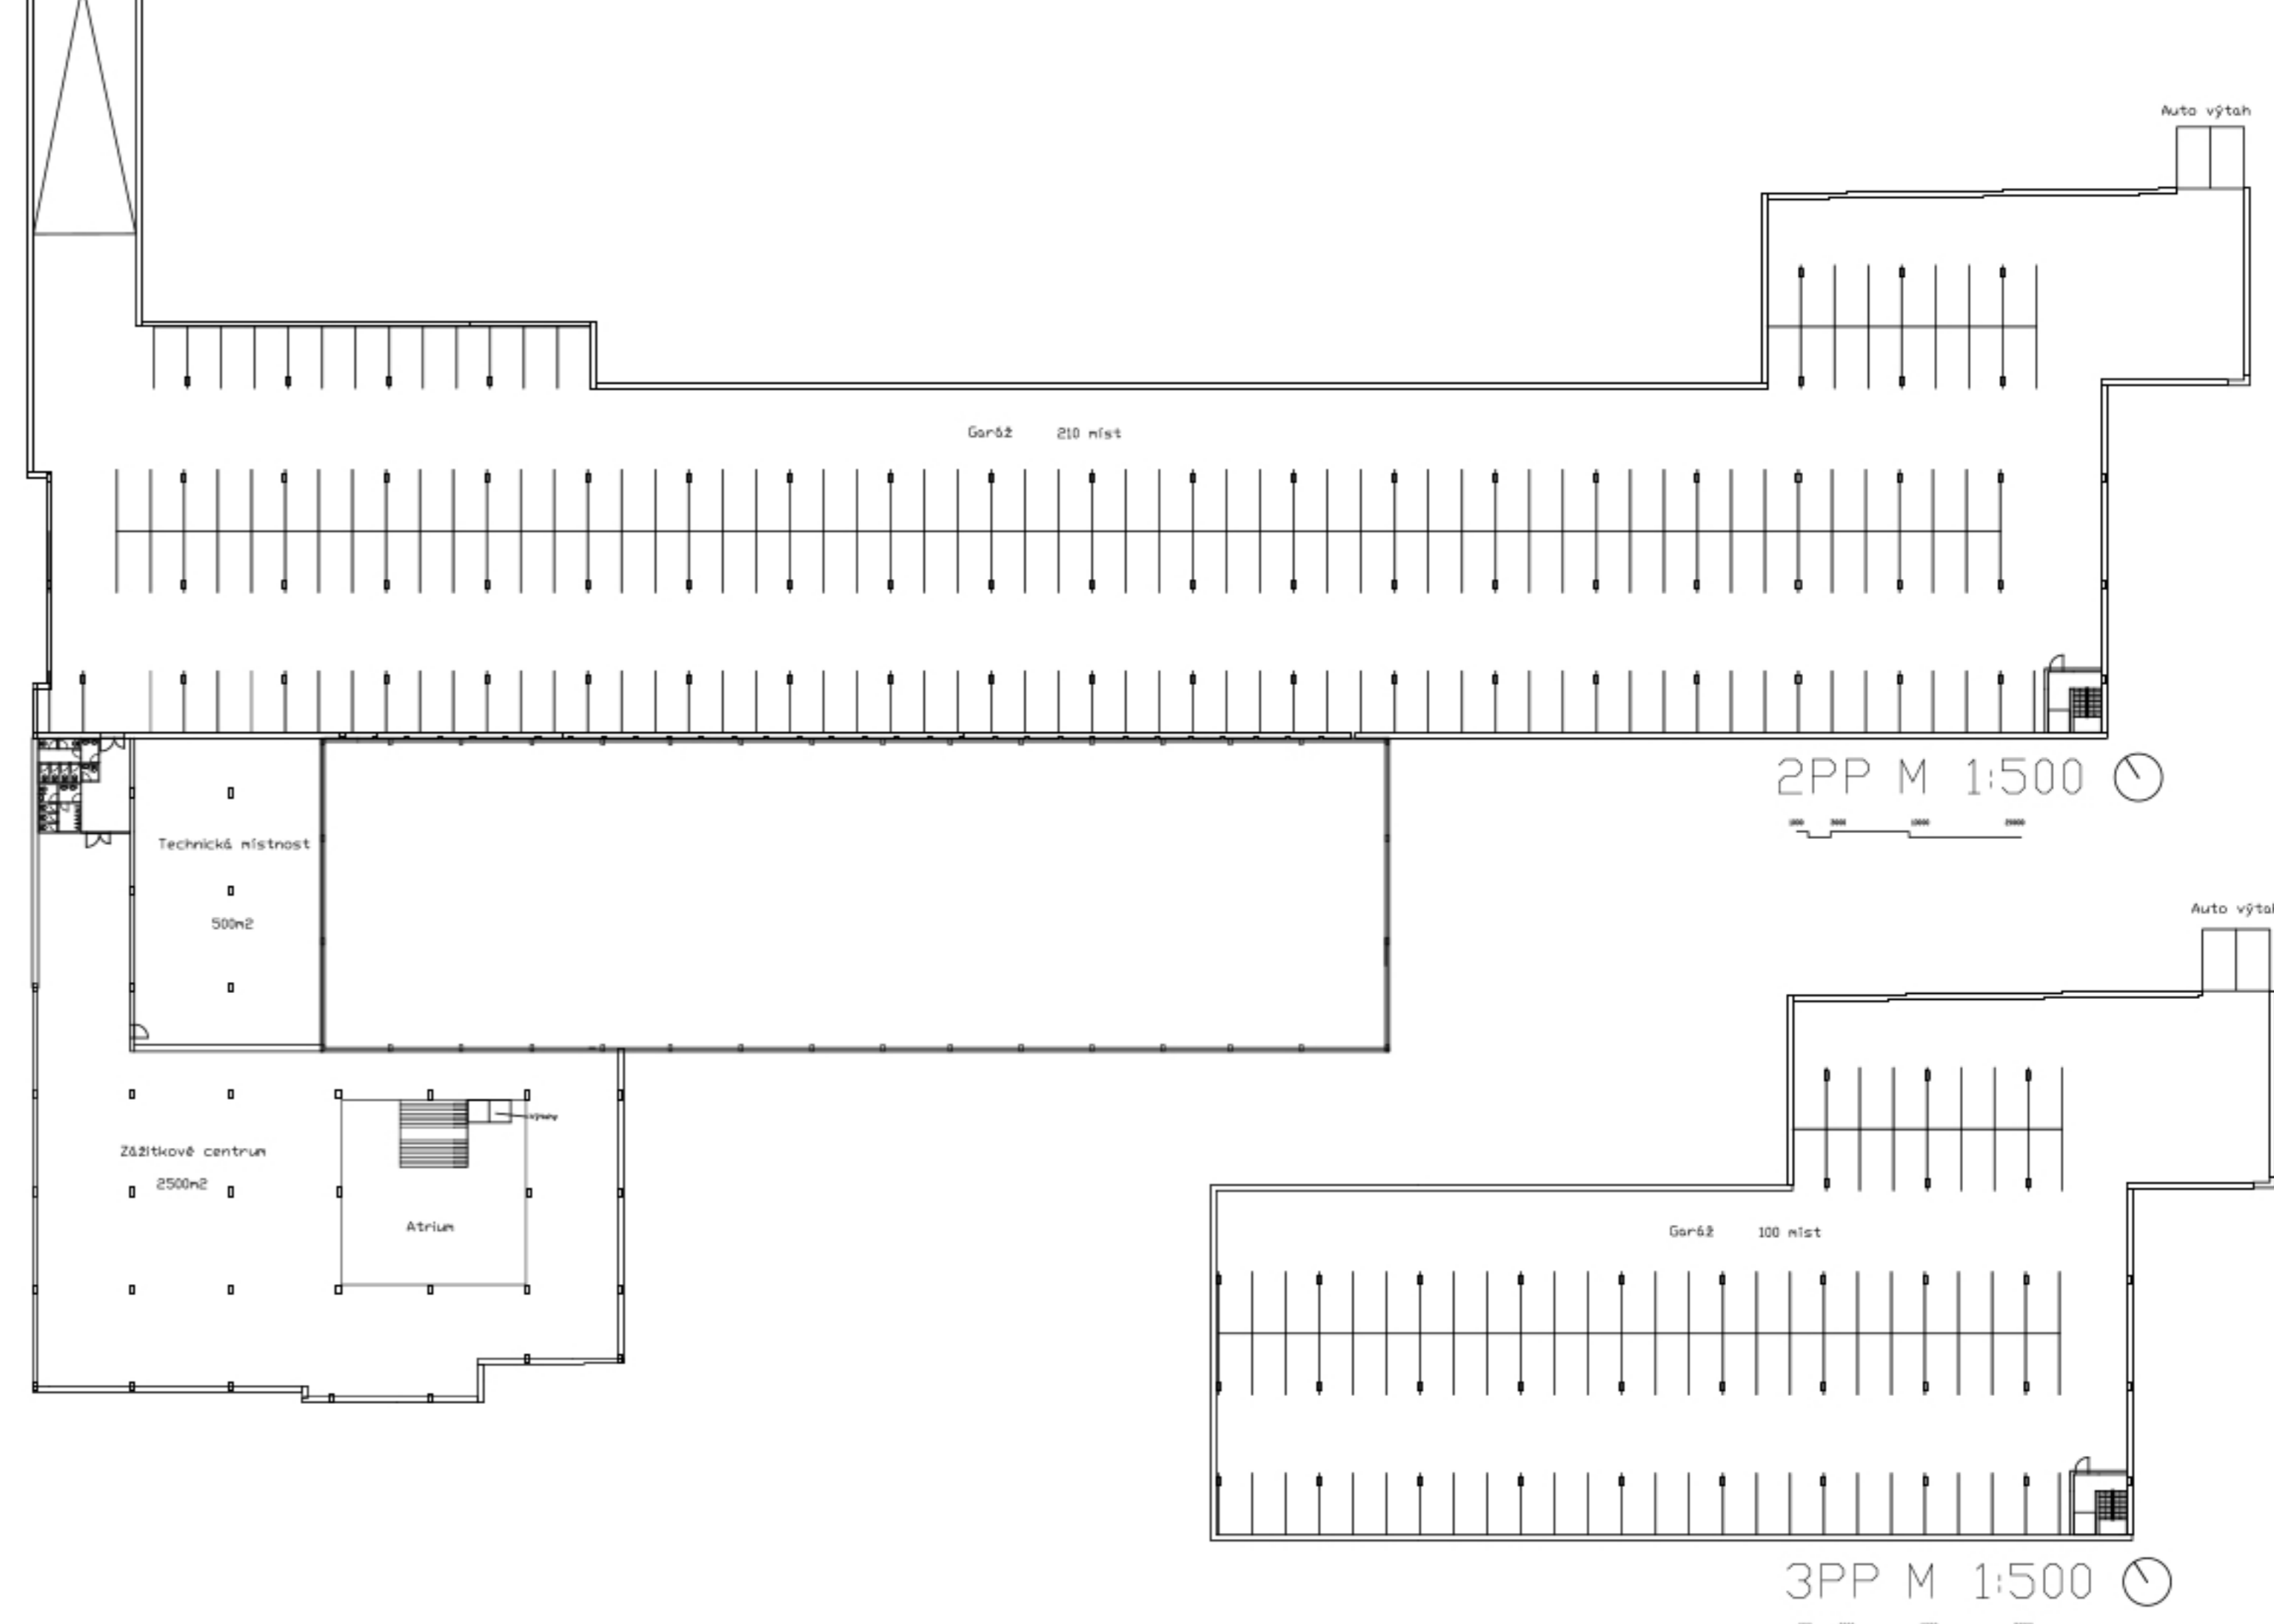 Auto výtah
Garáž 210 míst
2PP M 1:500
Technická místnost
500m2
Auto výtah
Zážitkové centrum
2500m2
Atrium
Garáž 100 míst
3PP M 1:500